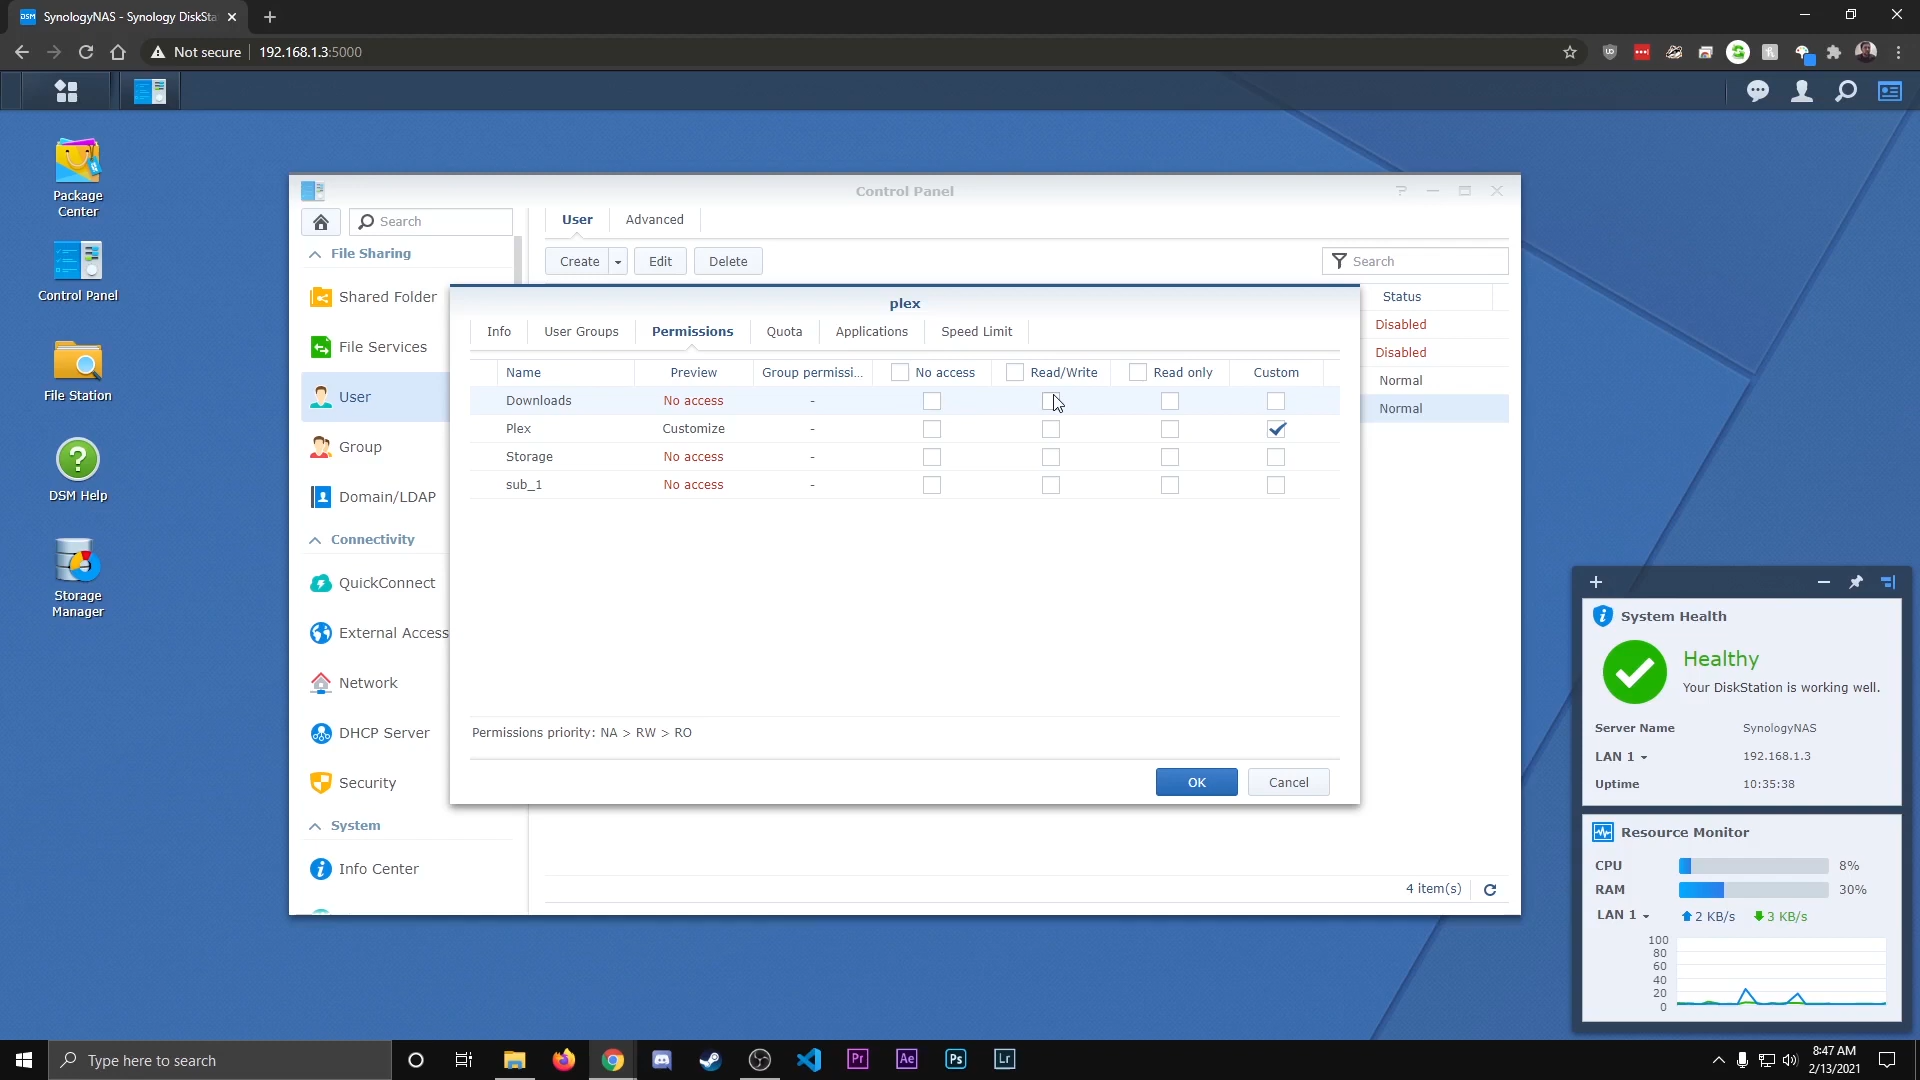 SynologyNAS - Synology DiskSta
Not secure
192.168.1.3:5000
Package
Center
Control Panel
File Station
DSM Help
Storage
Manager
Control Panel
Search
File Sharing
Shared Folder
File Services
User
Group
Domain/LDAP
Connectivity
QuickConnect
External Access
Network
DHCP Server
Security
System
Info Center
User
Advanced
Create
Edit
Delete
Search
Status
Disabled
Disabled
Normal
Normal
4 item(s)
plex
Info
User Groups
Permissions
Quota
Applications
Speed Limit
Name Preview Group permissi... No access Read/Write Read only Custom
Downloads No access -
Plex Customize -
Storage No access -
sub_1 No access -
Permissions priority: NA > RW > RO
OK
Cancel
System Health
Healthy
Your DiskStation is working well.
Server Name SynologyNAS
LAN 1 192.168.1.3
Uptime 10:35:38
Resource Monitor
CPU 8%
RAM 30%
LAN 1 2 KB/s 3 KB/s
100
80
60
40
20
0
Type here to search
Pr
Ae
Ps
Lr
8:47 AM
2/13/2021